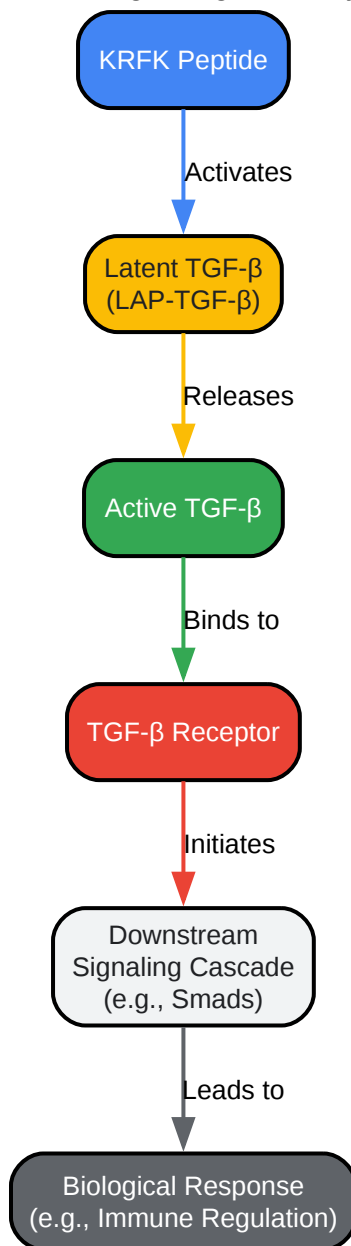 KRFK Peptide
Activates
Latent TGF-β
(LAP-TGF-β)
Releases
Active TGF-β
Binds to
TGF-β Receptor
Initiates
Downstream
Signaling Cascade
(e.g., Smads)
Leads to
Biological Response
(e.g., Immune Regulation)